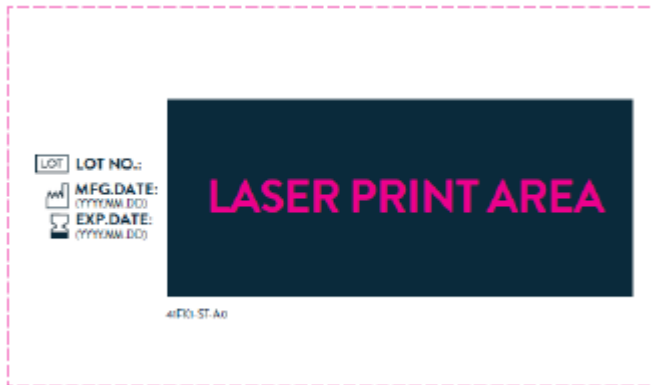 LOT LOT NO.:
MFG.DATE:
(YYYY.MM.DD)
EXP.DATE:
(YYYY.MM.DD)
LASER PRINT AREA